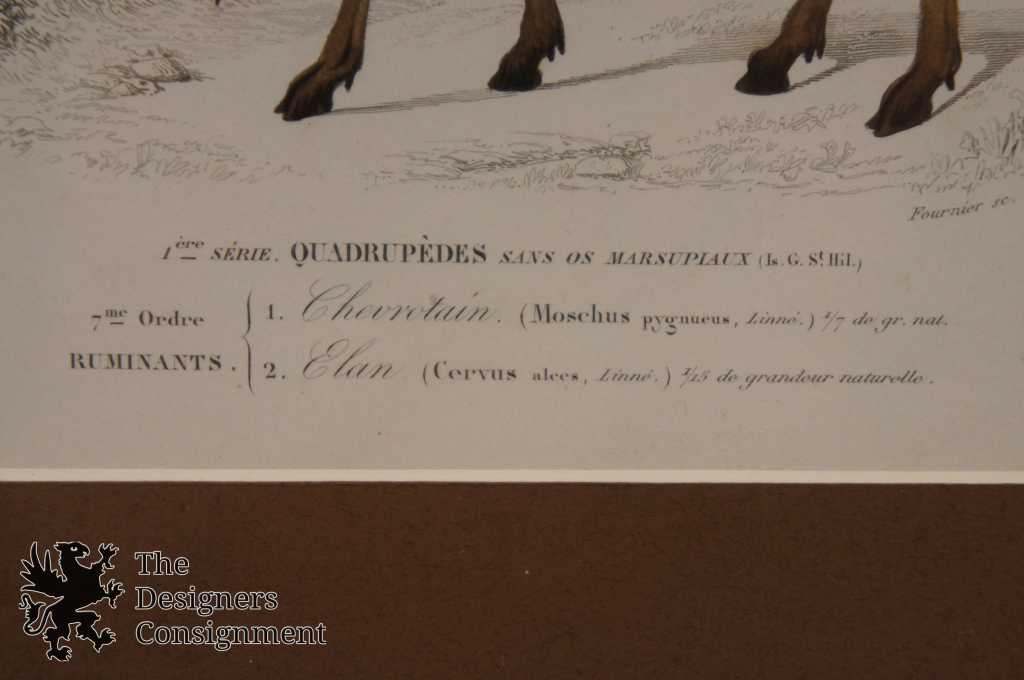 Fournier sc.
1ère SÉRIE. QUADRUPÈDES SANS OS MARSUPIAUX (Is. G. St. Hil.)
7me Ordre
RUMINANTS.
1. Chevrotain. (Moschus pygnueus, Linné.) 1/7 de gr. nat.
2. Elan. (Cervus alces, Linné.) 1/15 de grandeur naturelle.
The
Designers
Consignment